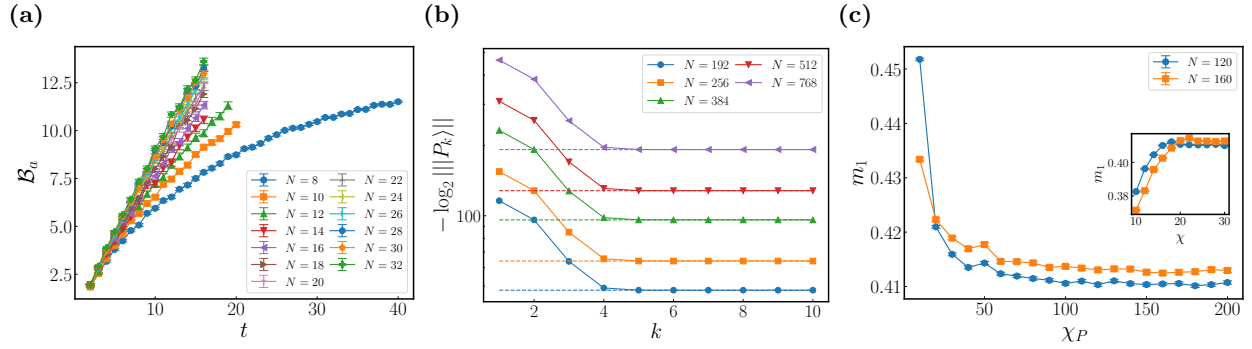 (a)
12.5
10.0
7.5
5.0
2.5
B_a
10
20
30
40
t
N = 8
N = 10
N = 12
N = 14
N = 16
N = 18
N = 20
N = 22
N = 24
N = 26
N = 28
N = 30
N = 32
(b)
− log₂ |||P_k⟩||
100
2
4
6
8
10
k
N = 192
N = 256
N = 384
N = 512
N = 768
(c)
0.45
0.44
0.43
0.42
0.41
m₁
50
100
150
200
χ_P
N = 120
N = 160
0.40
0.38
m₁
10
20
30
χ